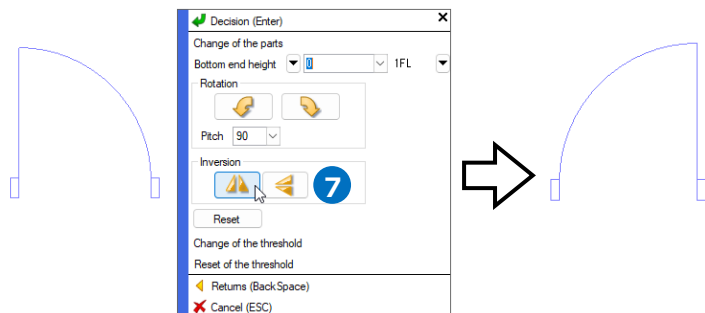 Decision (Enter)
Change of the parts
Bottom end height 0 1FL
Rotation
Pitch 90
Inversion
7
Reset
Change of the threshold
Reset of the threshold
Returns (BackSpace)
Cancel (ESC)